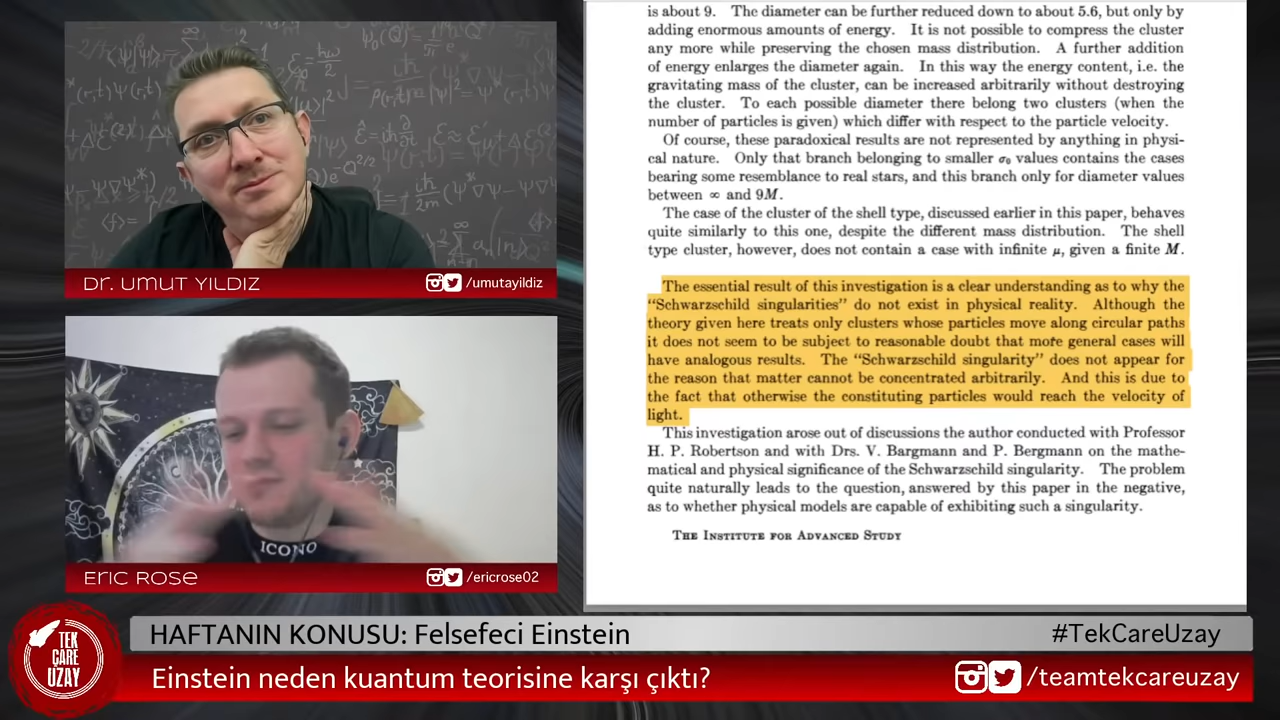 DR. UMUT YILDIZ
/umutayildiz
ICONO
ERIC ROSE
/ericrose02
is about 9. The diameter can be further reduced down to about 5.6, but only by
adding enormous amounts of energy. It is not possible to compress the cluster
any more while preserving the chosen mass distribution. A further addition
of energy enlarges the diameter again. In this way the energy content, i.e. the
gravitating mass of the cluster, can be increased arbitrarily without destroying
the cluster. To each possible diameter there belong two clusters (when the
number of particles is given) which differ with respect to the particle velocity.
Of course, these paradoxical results are not represented by anything in physi-
cal nature. Only that branch belonging to smaller σ₀ values contains the cases
bearing some resemblance to real stars, and this branch only for diameter values
between ∞ and 9M.
The case of the cluster of the shell type, discussed earlier in this paper, behaves
quite similarly to this one, despite the different mass distribution. The shell
type cluster, however, does not contain a case with infinite μ, given a finite M.
The essential result of this investigation is a clear understanding as to why the
“Schwarzschild singularities” do not exist in physical reality. Although the
theory given here treats only clusters whose particles move along circular paths
it does not seem to be subject to reasonable doubt that more general cases will
have analogous results. The “Schwarzschild singularity” does not appear for
the reason that matter cannot be concentrated arbitrarily. And this is due to
the fact that otherwise the constituting particles would reach the velocity of
light.
This investigation arose out of discussions the author conducted with Professor
H. P. Robertson and with Drs. V. Bargmann and P. Bergmann on the mathe-
matical and physical significance of the Schwarzschild singularity. The problem
quite naturally leads to the question, answered by this paper in the negative,
as to whether physical models are capable of exhibiting such a singularity.
THE INSTITUTE FOR ADVANCED STUDY
TEK
ÇARE
UZAY
HAFTANIN KONUSU: Felsefeci Einstein
#TekCareUzay
Einstein neden kuantum teorisine karşı çıktı?
/teamtekcareuzay